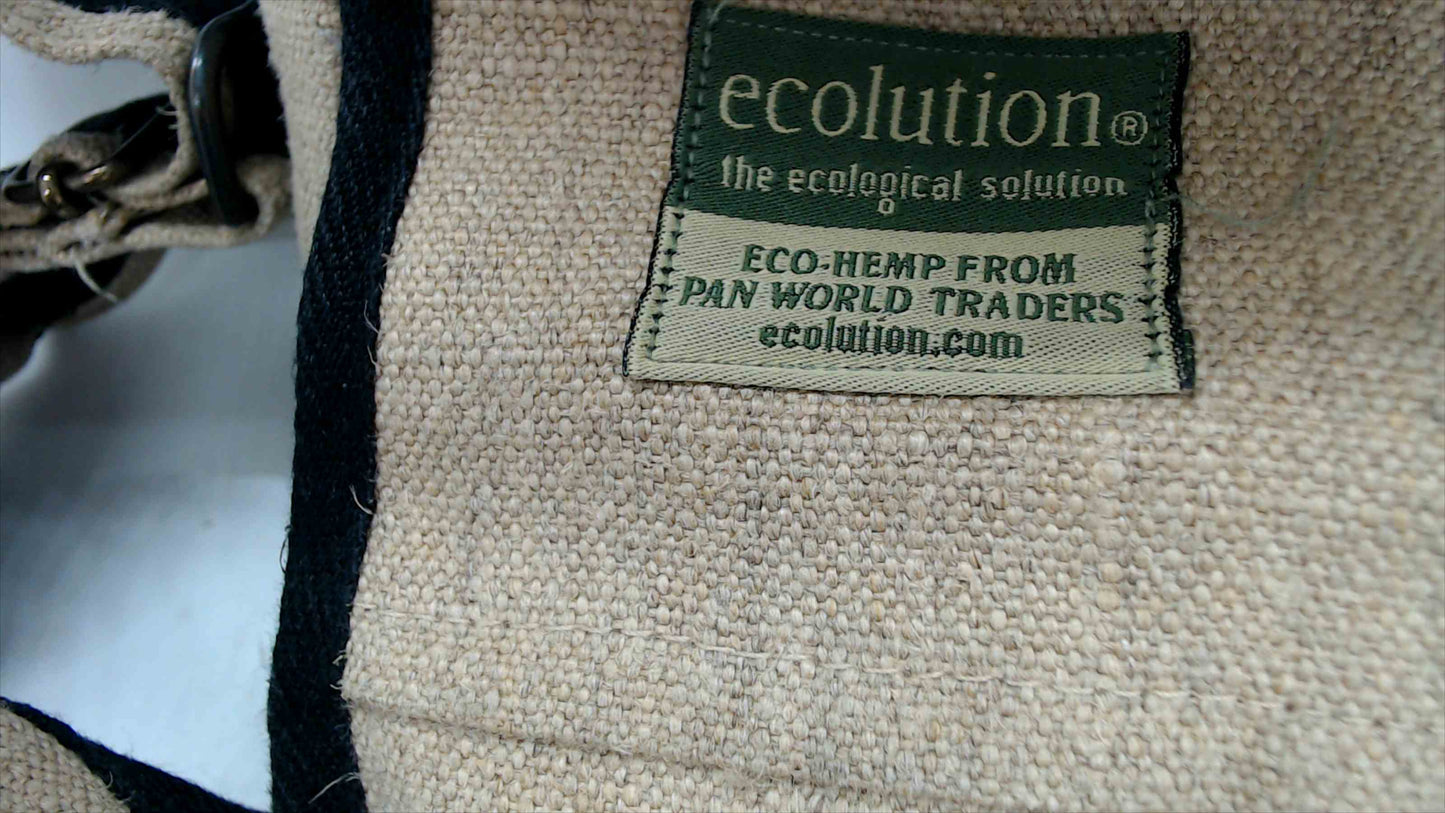 ecolution®
the ecological solution
ECO-HEMP FROM
PAN WORLD TRADERS
ecolution.com